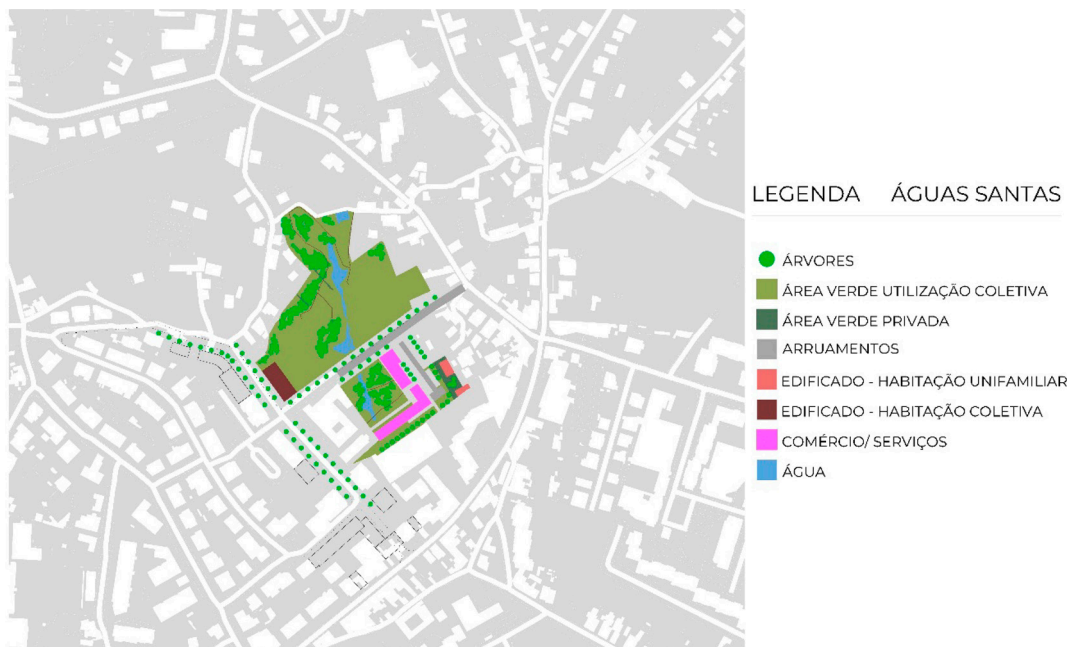 LEGENDA ÁGUAS SANTAS
ÁRVORES
ÁREA VERDE UTILIZAÇÃO COLETIVA
ÁREA VERDE PRIVADA
ARRUAMENTOS
EDIFICADO - HABITAÇÃO UNIFAMILIAR
EDIFICADO - HABITAÇÃO COLETIVA
COMÉRCIO/ SERVIÇOS
ÁGUA